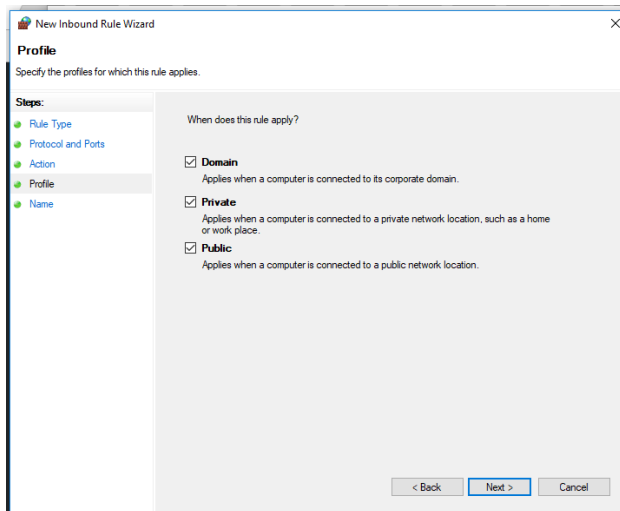 New Inbound Rule Wizard
Profile
Specify the profiles for which this rule applies.
Steps:
Rule Type
Protocol and Ports
Action
Profile
Name
When does this rule apply?
Domain
Applies when a computer is connected to its corporate domain.
Private
Applies when a computer is connected to a private network location, such as a home
or work place.
Public
Applies when a computer is connected to a public network location.
< Back
Next >
Cancel